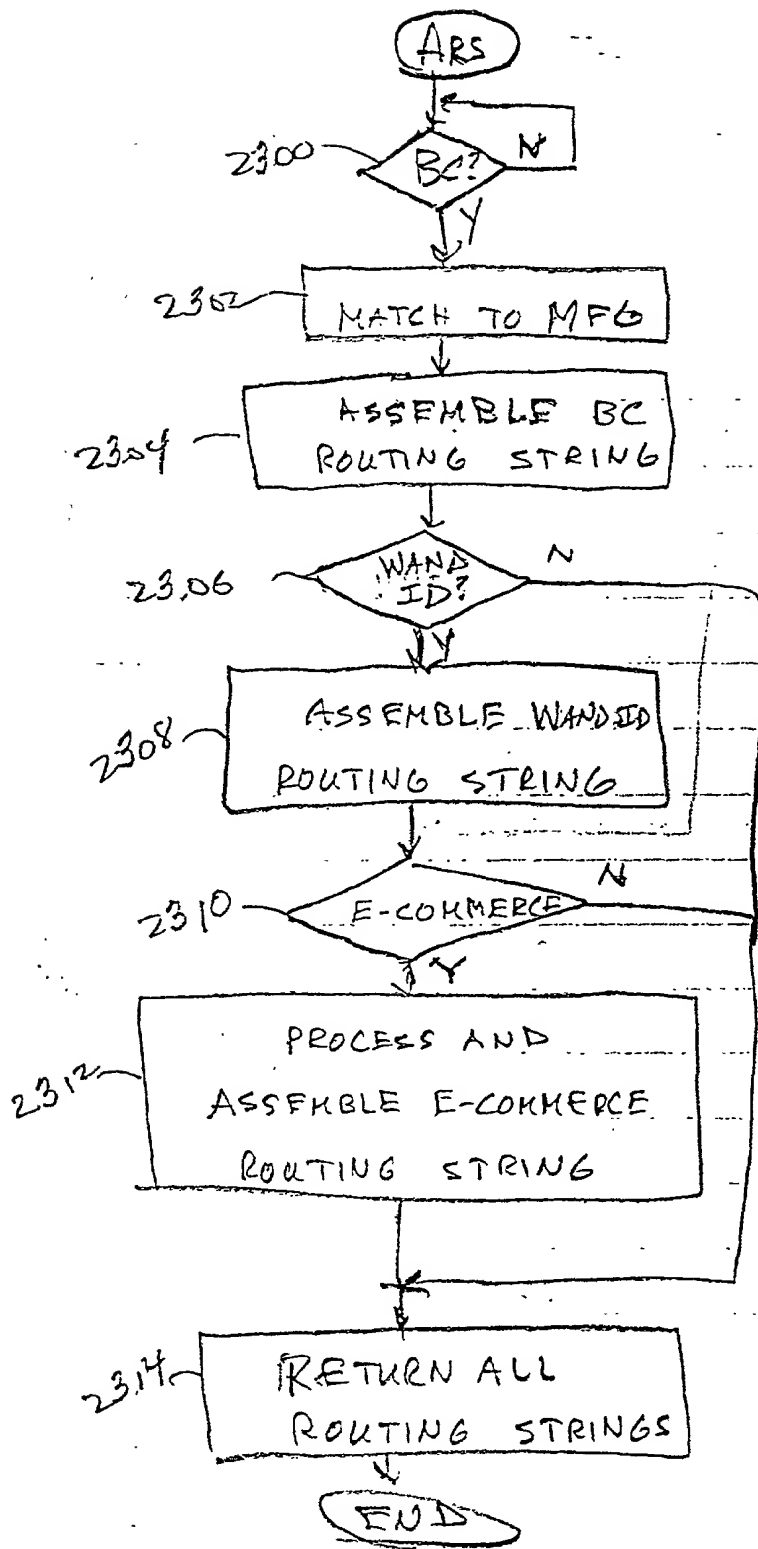 ARS
2300
BC?
N
Y
2302
MATCH TO MFG
2304
ASSEMBLE BC
ROUTING STRING
2306
WAND
ID?
N
Y
2308
ASSEMBLE WAND ID
ROUTING STRING
2310
E-COMMERCE
N
Y
2312
PROCESS AND
ASSEMBLE E-COMMERCE
ROUTING STRING
2314
RETURN ALL
ROUTING STRINGS
END